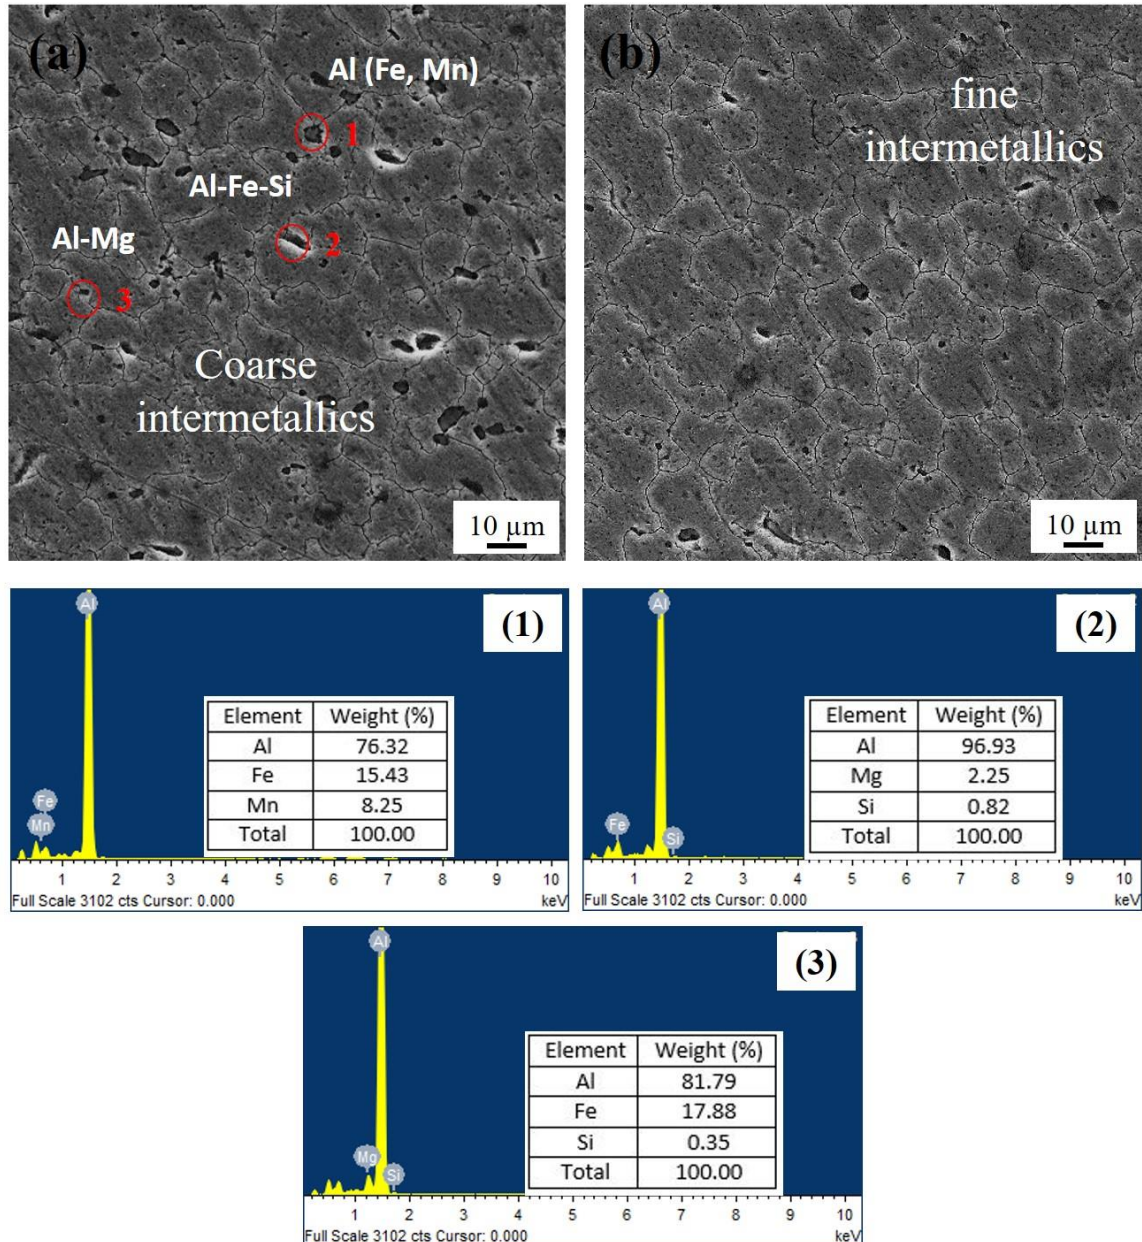 (a)
Al (Fe, Mn)
1
Al-Fe-Si
2
Al-Mg
3
Coarse
intermetallics
10 µm
(b)
fine
intermetallics
10 µm
(1)
Al
Fe
Mn
Element Weight (%)
Al 76.32
Fe 15.43
Mn 8.25
Total 100.00
1 2 3 4 5 6 7 8 9 10
Full Scale 3102 cts Cursor: 0.000 keV
(2)
Al
Fe
Si
Element Weight (%)
Al 96.93
Mg 2.25
Si 0.82
Total 100.00
1 2 3 4 5 6 7 8 9 10
Full Scale 3102 cts Cursor: 0.000 keV
(3)
Al
Mg
Si
Element Weight (%)
Al 81.79
Fe 17.88
Si 0.35
Total 100.00
1 2 3 4 5 6 7 8 9 10
Full Scale 3102 cts Cursor: 0.000 keV